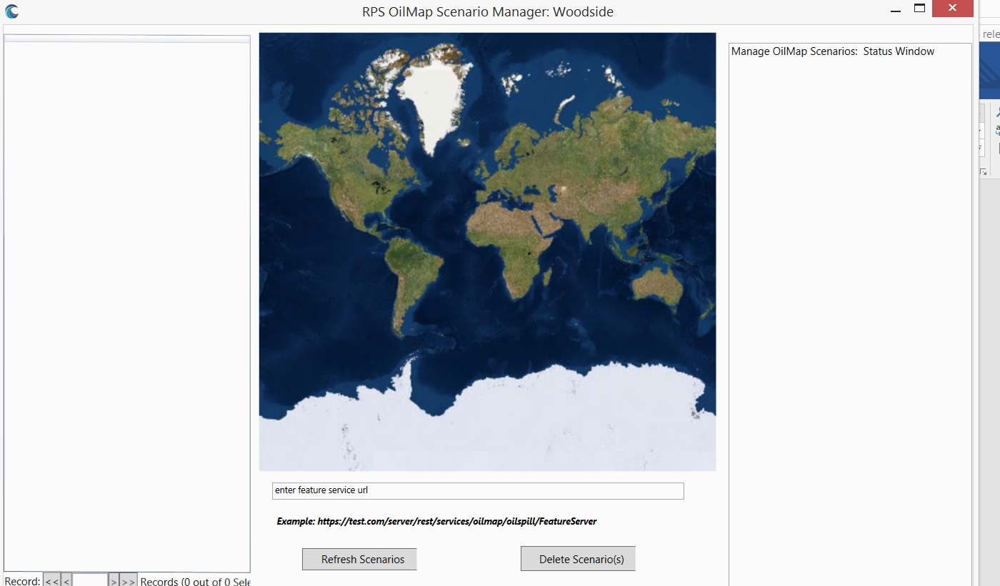 RPS OilMap Scenario Manager: Woodside
rele
Manage OilMap Scenarios: Status Window
enter feature service url
Example: https://test.com/server/rest/services/oilmap/oilspill/FeatureServer
Refresh Scenarios
Delete Scenario(s)
Record: << < > >> Records (0 out of 0 Sele